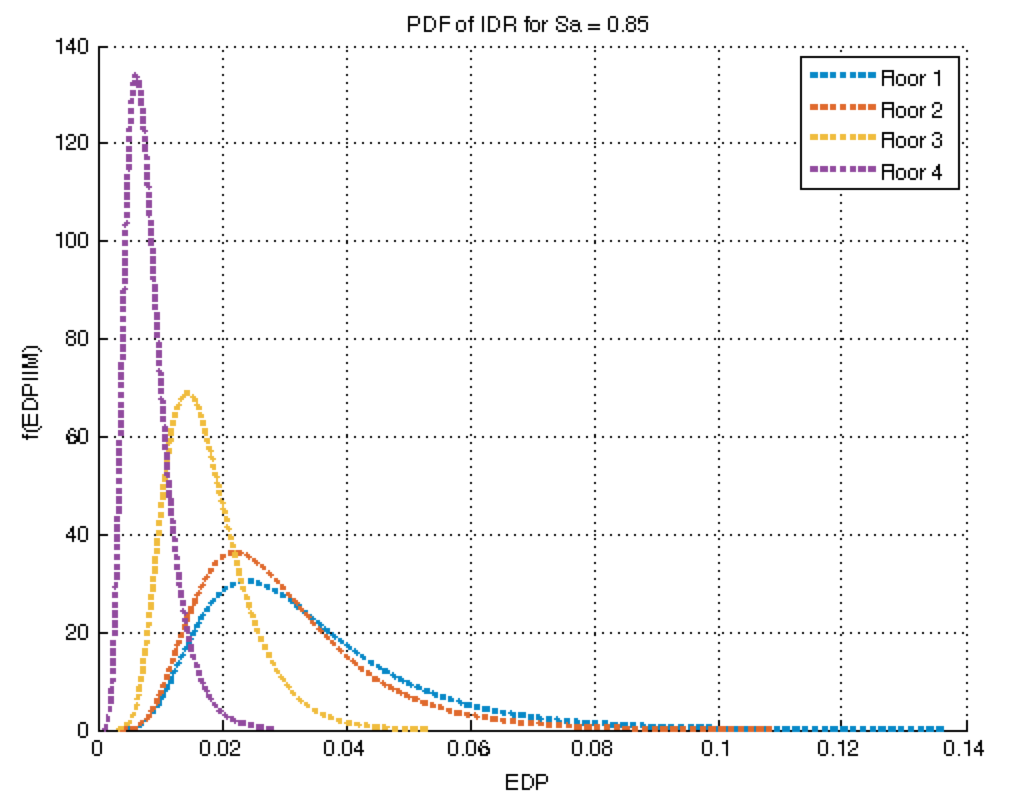 PDF of IDR for Sa = 0.85
140
120
100
80
60
40
20
0
f(EDP|IM)
Floor 1
Floor 2
Floor 3
Floor 4
0 0.02 0.04 0.06 0.08 0.1 0.12 0.14
EDP